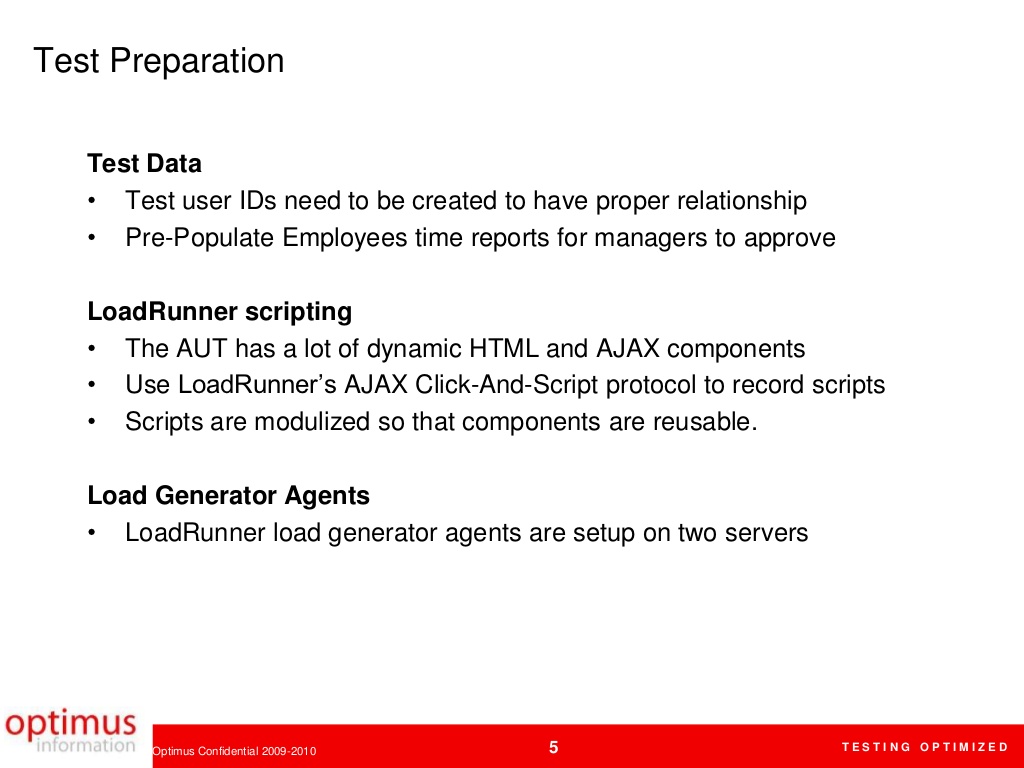 Test Preparation
Test Data
• Test user IDs need to be created to have proper relationship
• Pre-Populate Employees time reports for managers to approve
LoadRunner scripting
• The AUT has a lot of dynamic HTML and AJAX components
• Use LoadRunner’s AJAX Click-And-Script protocol to record scripts
• Scripts are modulized so that components are reusable.
Load Generator Agents
• LoadRunner load generator agents are setup on two servers
optimus
information
Optimus Confidential 2009-2010
5
TESTING OPTIMIZED